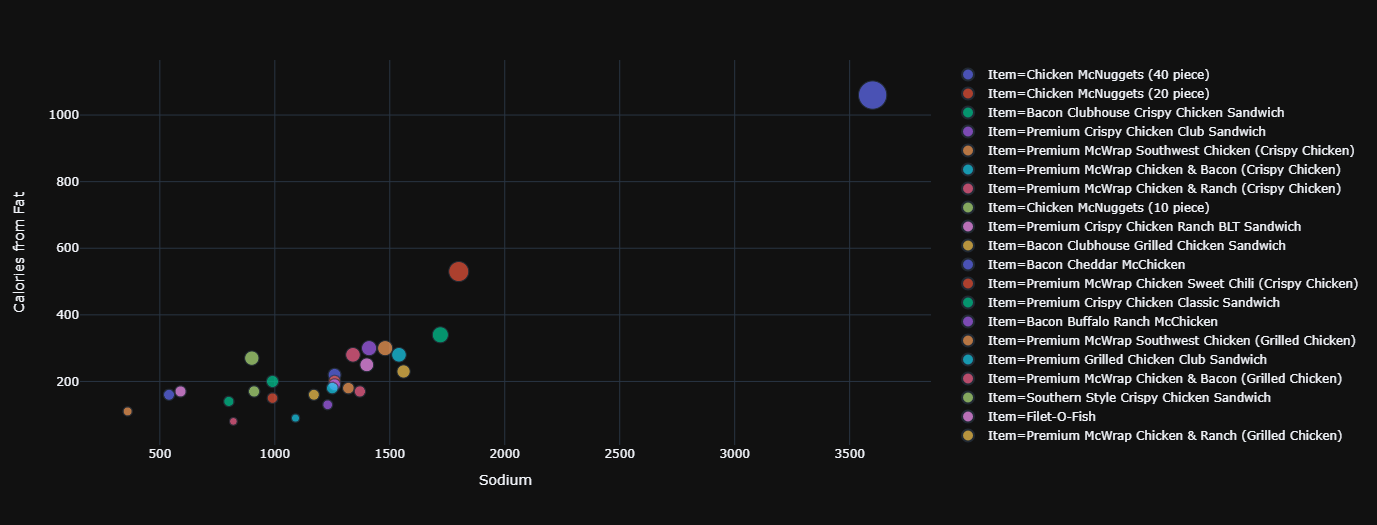 Calories from Fat
1000
800
600
400
200
500
1000
1500
2000
2500
3000
3500
Sodium
Item=Chicken McNuggets (40 piece)
Item=Chicken McNuggets (20 piece)
Item=Bacon Clubhouse Crispy Chicken Sandwich
Item=Premium Crispy Chicken Club Sandwich
Item=Premium McWrap Southwest Chicken (Crispy Chicken)
Item=Premium McWrap Chicken & Bacon (Crispy Chicken)
Item=Premium McWrap Chicken & Ranch (Crispy Chicken)
Item=Chicken McNuggets (10 piece)
Item=Premium Crispy Chicken Ranch BLT Sandwich
Item=Bacon Clubhouse Grilled Chicken Sandwich
Item=Bacon Cheddar McChicken
Item=Premium McWrap Chicken Sweet Chili (Crispy Chicken)
Item=Premium Crispy Chicken Classic Sandwich
Item=Bacon Buffalo Ranch McChicken
Item=Premium McWrap Southwest Chicken (Grilled Chicken)
Item=Premium Grilled Chicken Club Sandwich
Item=Premium McWrap Chicken & Bacon (Grilled Chicken)
Item=Southern Style Crispy Chicken Sandwich
Item=Filet-O-Fish
Item=Premium McWrap Chicken & Ranch (Grilled Chicken)